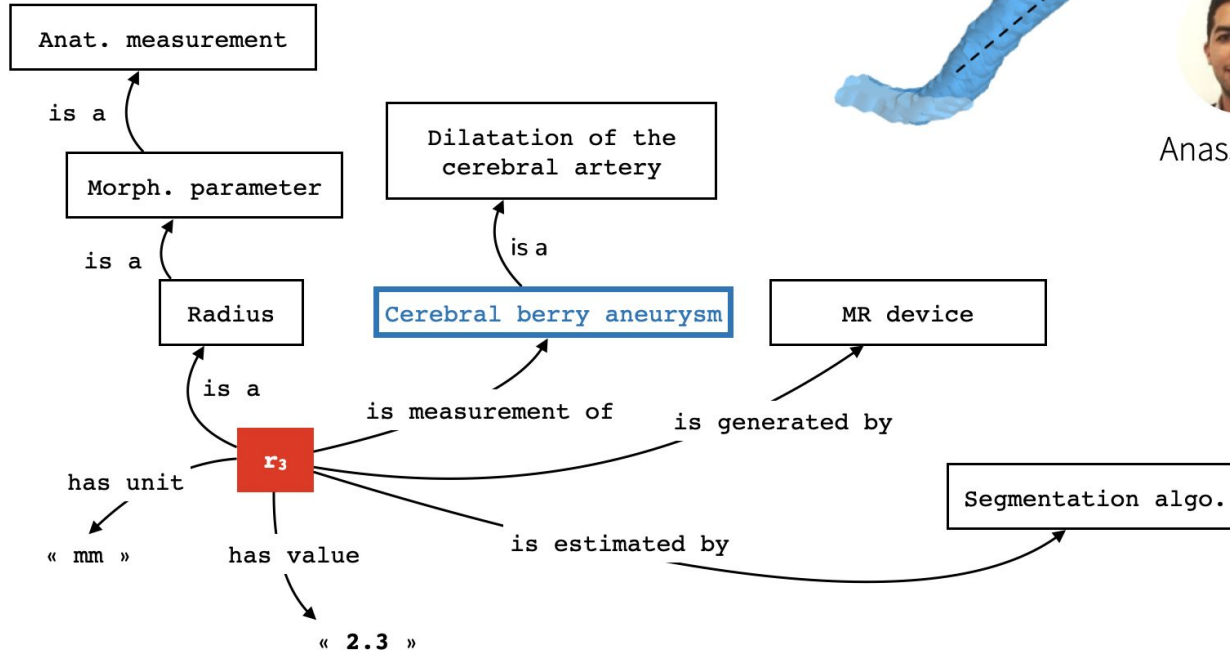 Anat. measurement
is a
Dilatation of the
cerebral artery
Anas
Morph. parameter
is a
is a
Radius
Cerebral berry aneurysm
MR device
is a
is measurement of
is generated by
r₃
has unit
Segmentation algo.
« mm »
has value
is estimated by
« 2.3 »